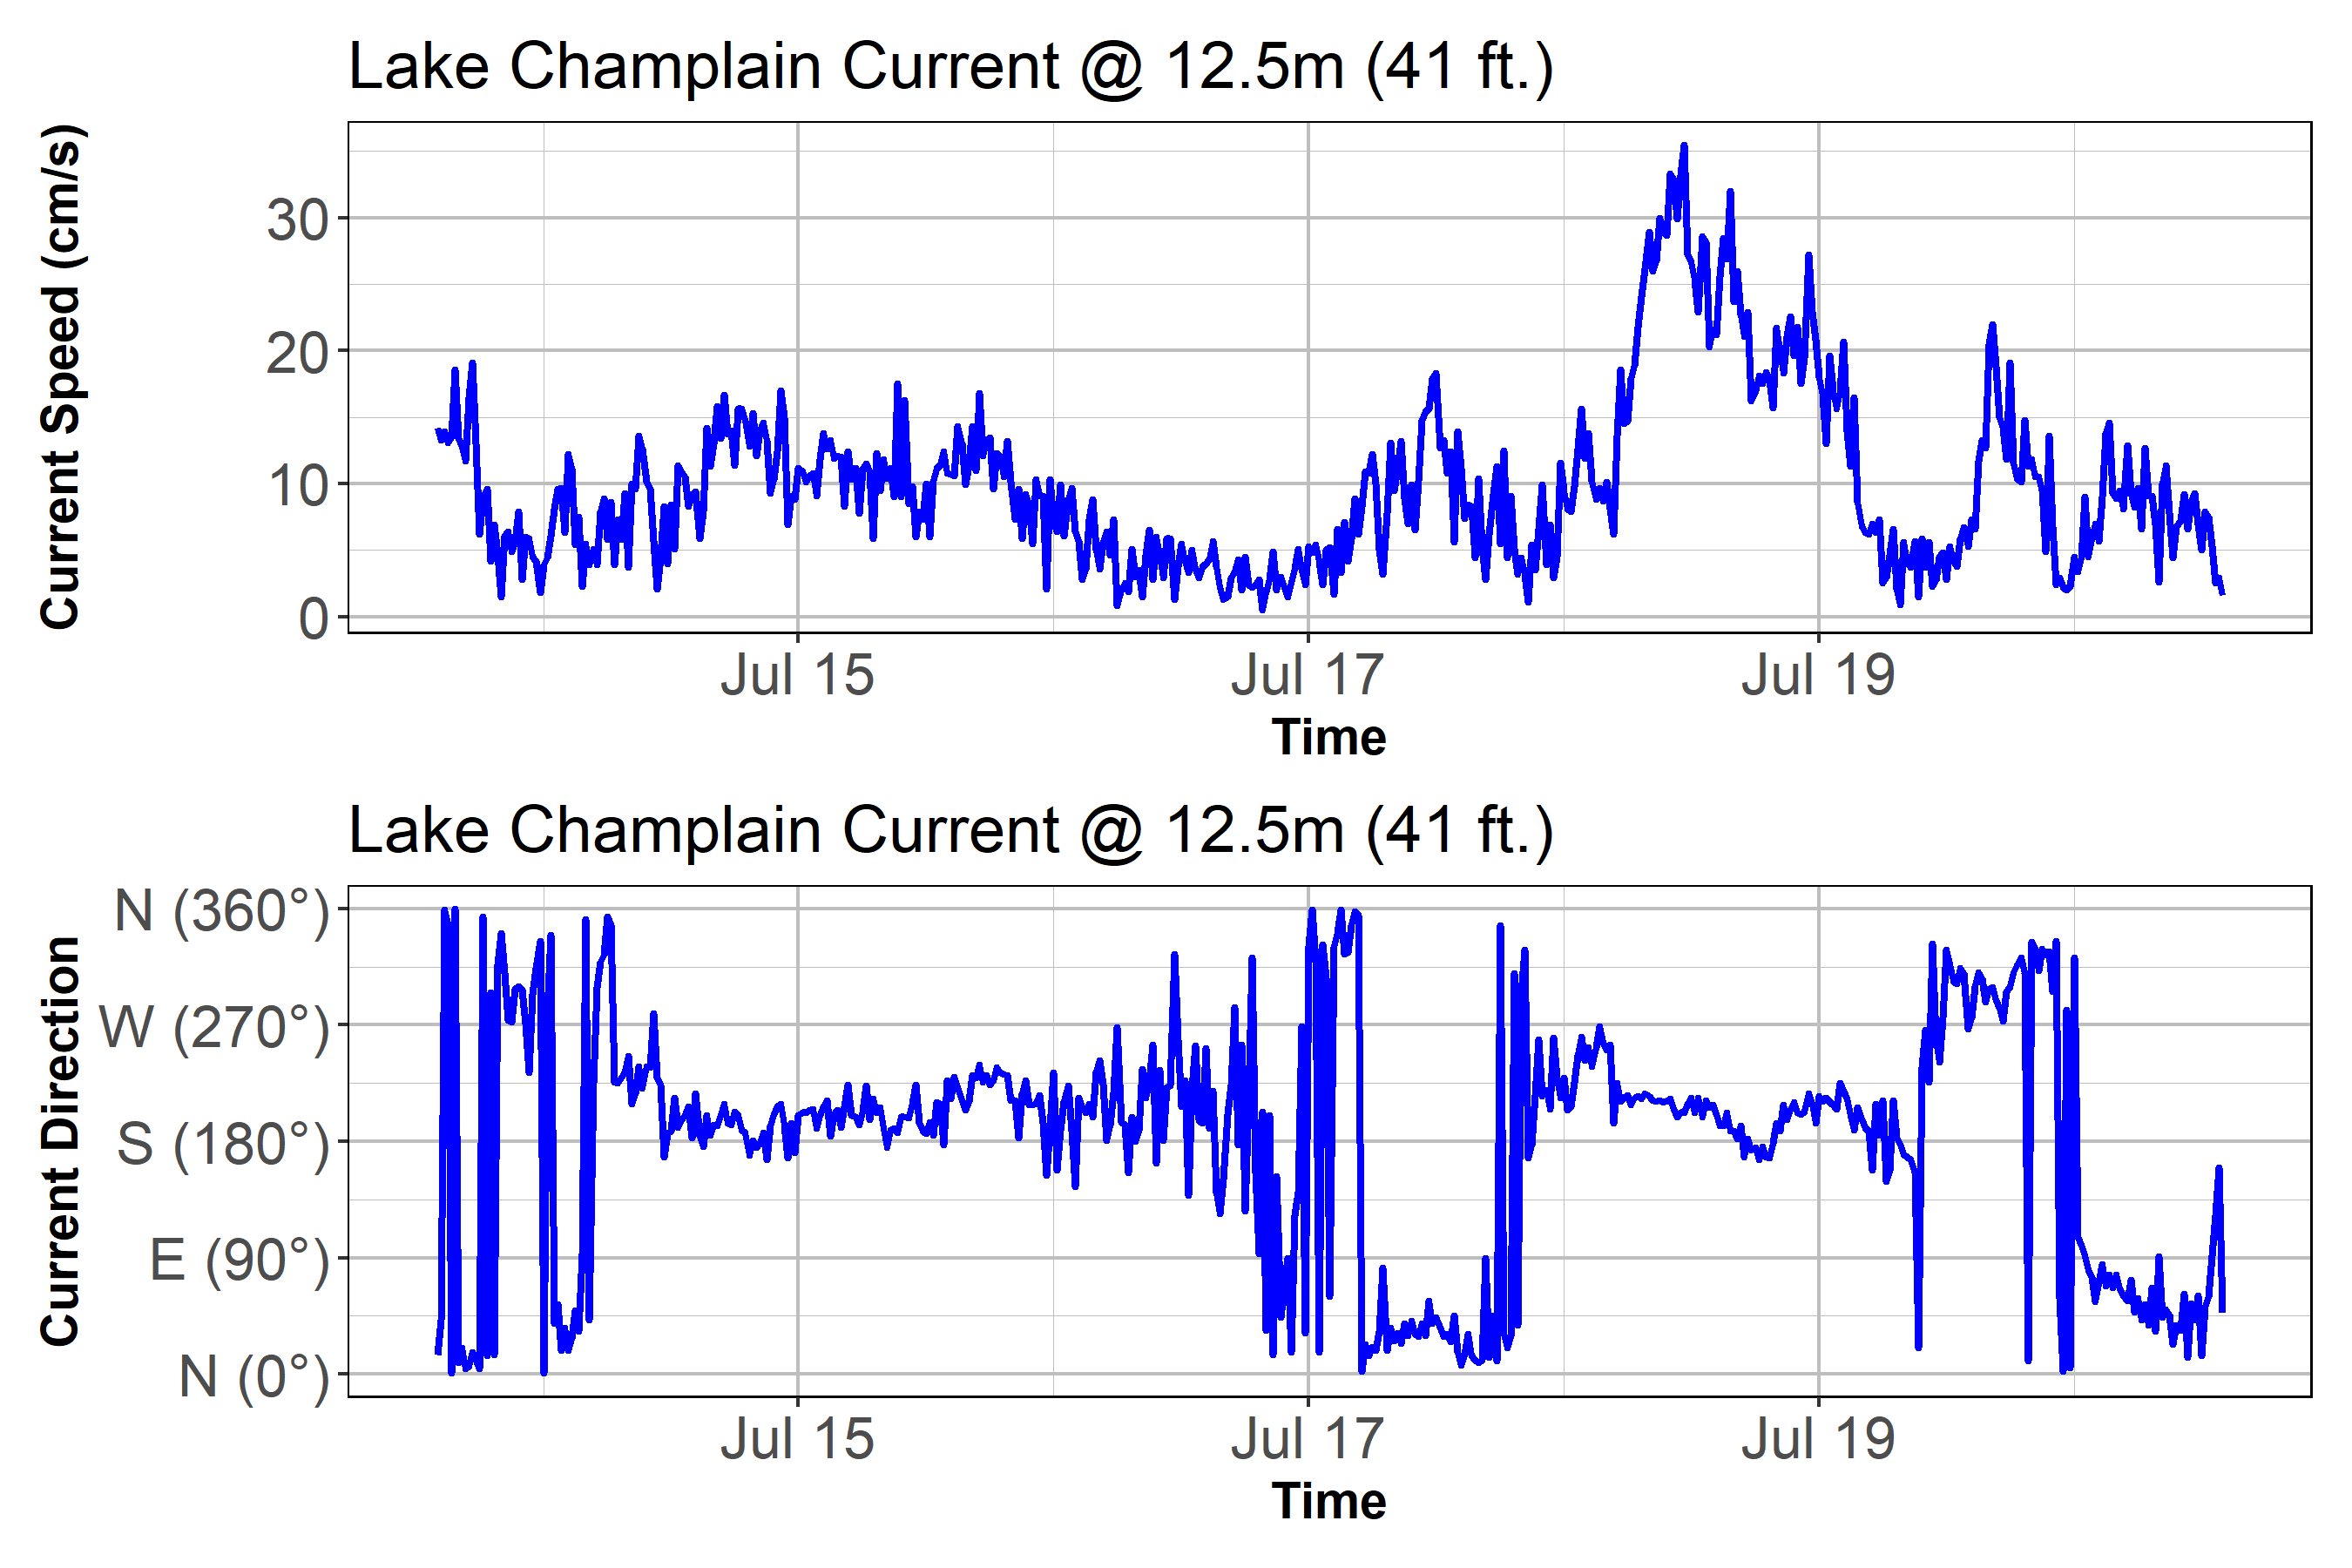 Lake Champlain Current @ 12.5m (41 ft.)
Current Speed (cm/s)
30
20
10
0
Jul 15
Jul 17
Jul 19
Time
Lake Champlain Current @ 12.5m (41 ft.)
Current Direction
N (360°)
W (270°)
S (180°)
E (90°)
N (0°)
Jul 15
Jul 17
Jul 19
Time